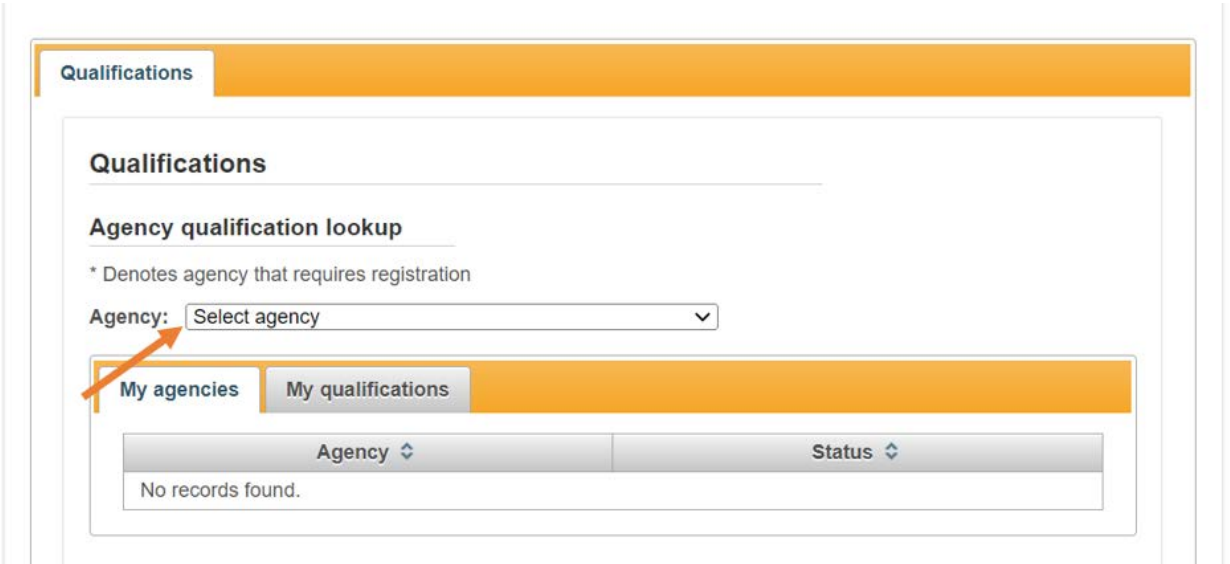 Qualifications
Qualifications
Agency qualification lookup
* Denotes agency that requires registration
Agency: Select agency
My agencies My qualifications
Agency Status
No records found.